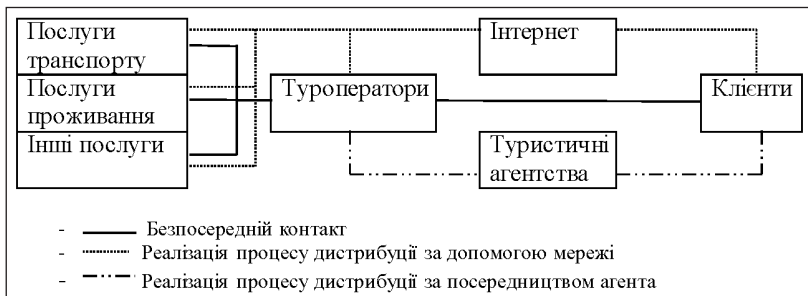 Послуги
транспорту
Послуги
проживання
Інші послуги
Туроператори
Інтернет
Туристичні
агентства
Клієнти
- Безпосередній контакт
- Реалізація процесу дистрибуції за допомогою мережі
- Реалізація процесу дистрибуції за посередництвом агента